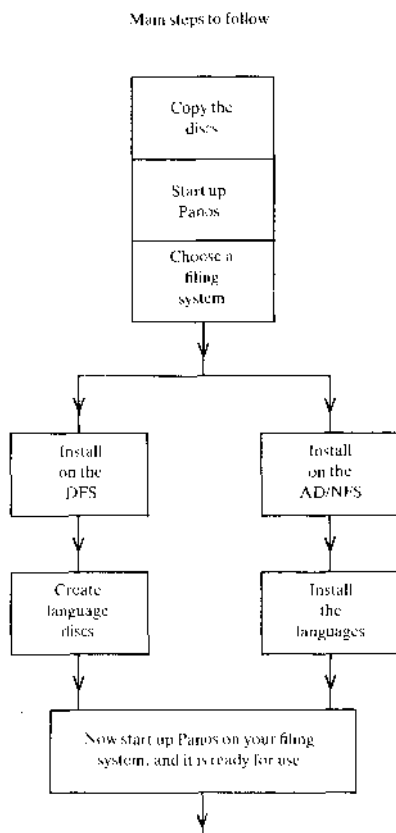 Main steps to follow
Copy the
discs
Start up
Panos
Choose a
filing
system
Install
on the
DFS
Install
on the
AD/NFS
Create
language
discs
Install
the
languages
Now start up Panos on your filing
system, and it is ready for use